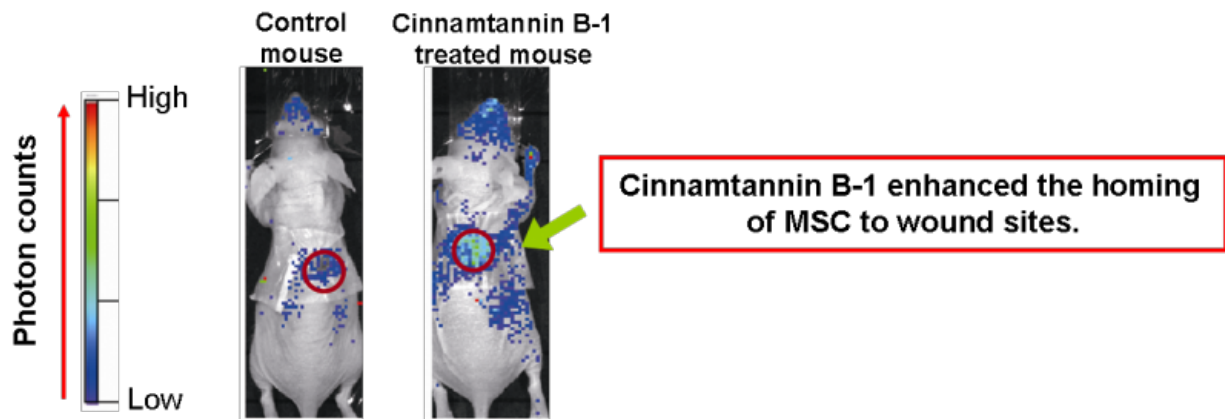 Control
mouse
Cinnamtannin B-1
treated mouse
High
Photon counts
Low
Cinnamtannin B-1 enhanced the homing
of MSC to wound sites.